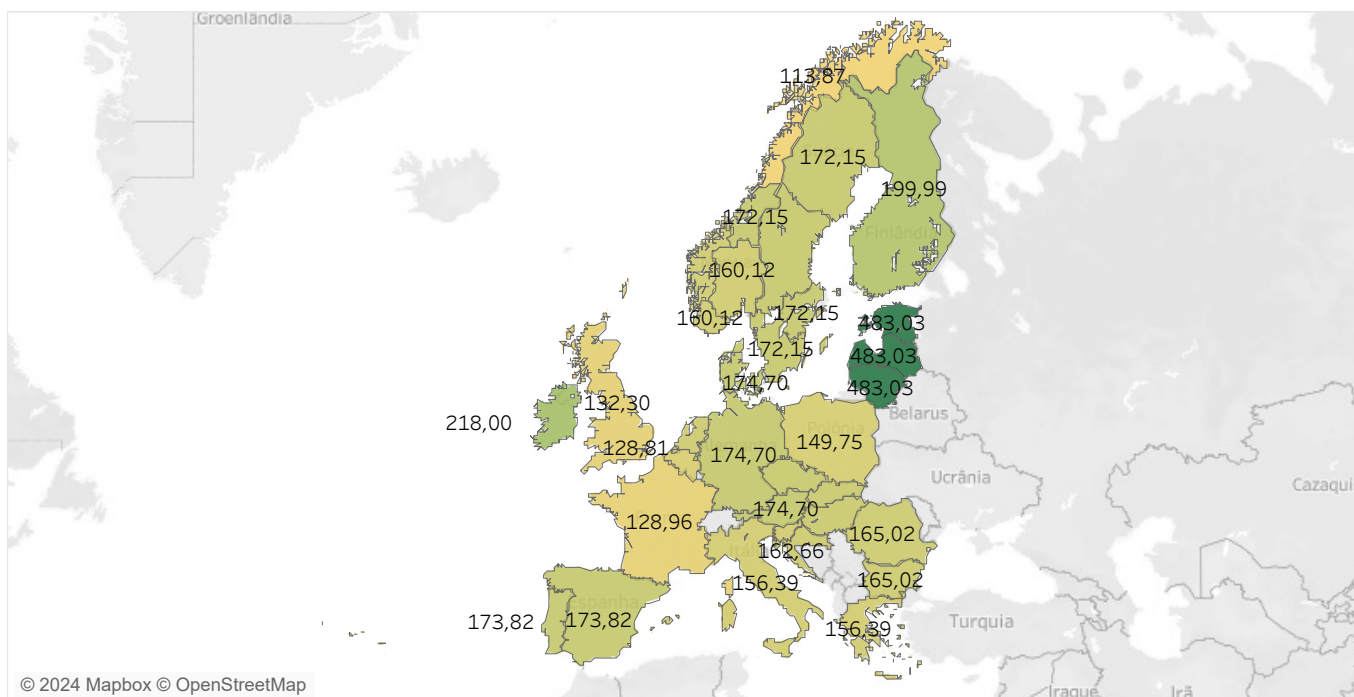 Groenlândia
113,87
172,15
199,99
172,15
Finlândia
160,12
160,12
172,15
483,03
172,15
483,03
174,70
483,03
132,30
Belarus
218,00
Polônia
128,81
149,75
174,70
Ucrânia
Cazaqui
174,70
128,96
165,02
162,66
156,39
165,02
Espanha
173,82
173,82
156,39
Turquia
© 2024 Mapbox © OpenStreetMap
Iraque
Irã